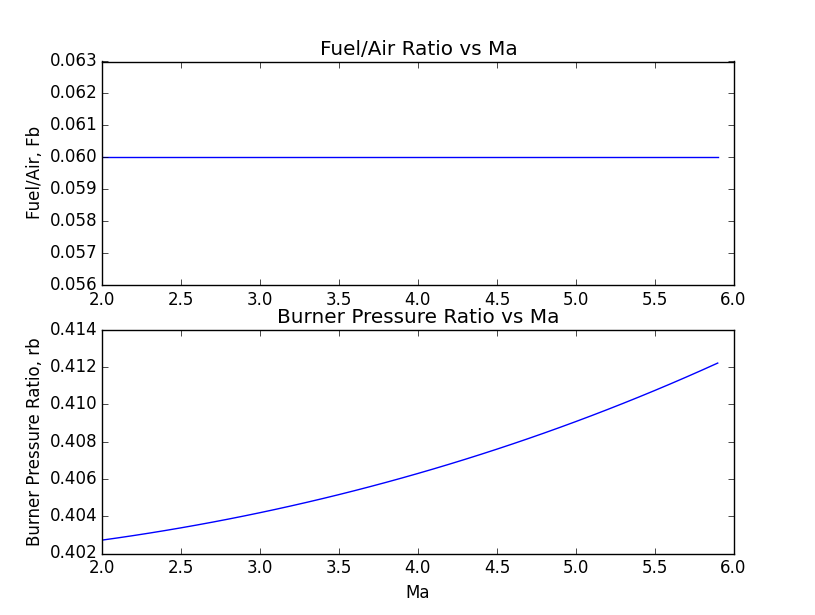 Fuel/Air Ratio vs Ma
Fuel/Air, Fb
0.063
0.062
0.061
0.060
0.059
0.058
0.057
0.056
2.0 2.5 3.0 3.5 4.0 4.5 5.0 5.5 6.0
Burner Pressure Ratio vs Ma
Burner Pressure Ratio, rb
0.414
0.412
0.410
0.408
0.406
0.404
0.402
2.0 2.5 3.0 3.5 4.0 4.5 5.0 5.5 6.0
Ma